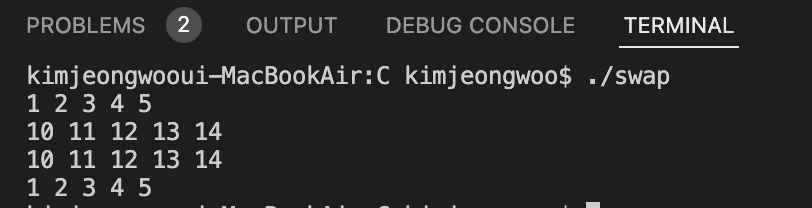 PROBLEMS 2 OUTPUT DEBUG CONSOLE TERMINAL
kimjeongwooui-MacBookAir:C kimjeongwoo$ ./swap
1 2 3 4 5
10 11 12 13 14
10 11 12 13 14
1 2 3 4 5